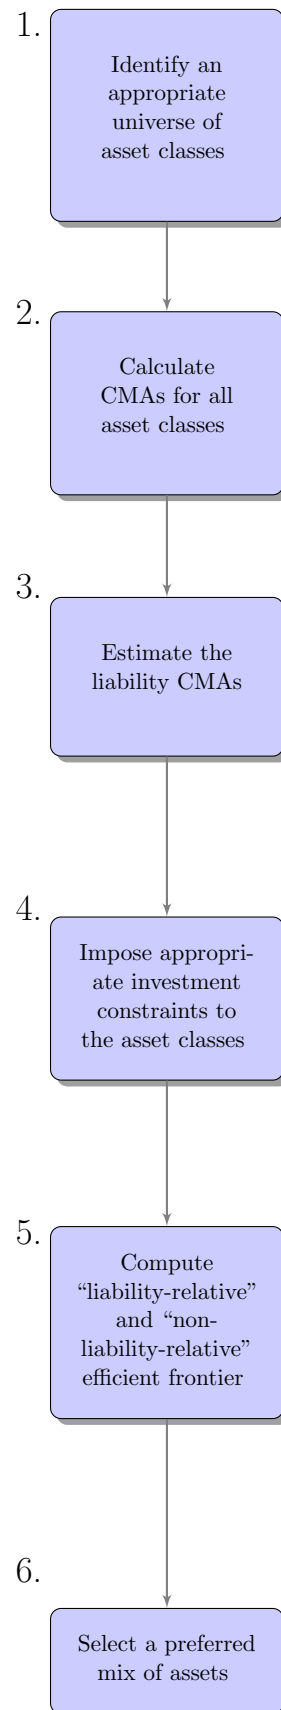 1.
Identify an
appropriate
universe of
asset classes
2.
Calculate
CMAs for all
asset classes
3.
Estimate the
liability CMAs
4.
Impose appropri-
ate investment
constraints to
the asset classes
5.
Compute
“liability-relative”
and “non-
liability-relative”
efficient frontier
6.
Select a preferred
mix of assets